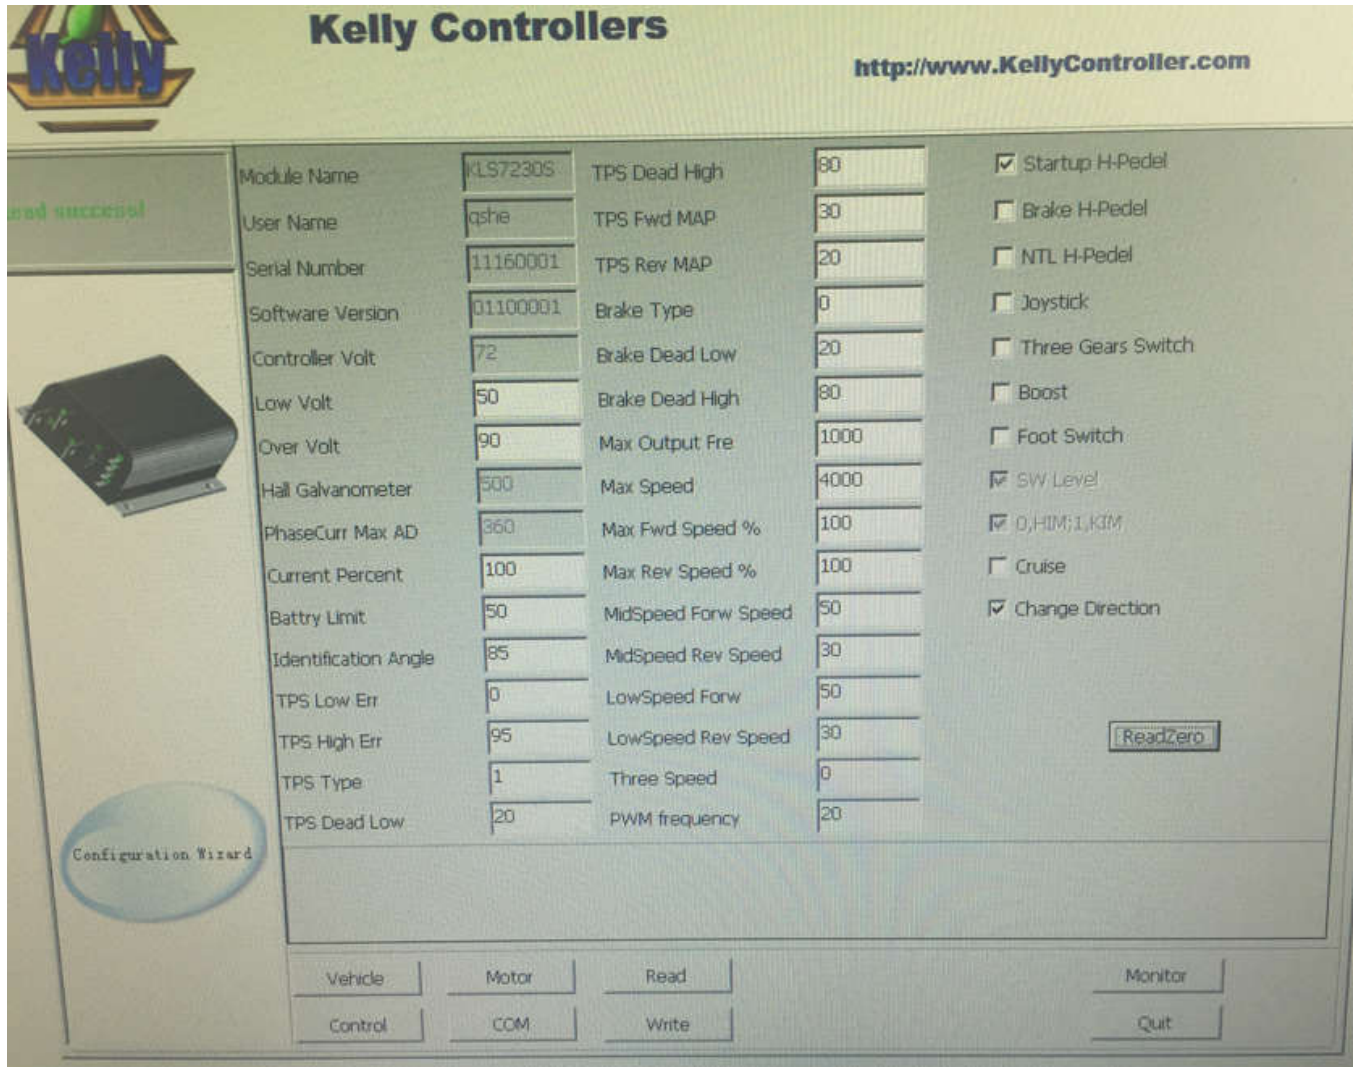 Kelly
Kelly Controllers
http://www.KellyController.com
Module Name KLS7230S TPS Dead High 80 Startup H-Pedel
User Name qshe TPS Fwd MAP 30 Brake H-Pedel
Serial Number 11160001 TPS Rev MAP 20 NTL H-Pedel
Software Version 01100001 Brake Type 0 Joystick
Controller Volt 72 Brake Dead Low 20 Three Gears Switch
Low Volt 50 Brake Dead High 80 Boost
Over Volt 90 Max Output Fre 1000 Foot Switch
Hall Galvanometer 500 Max Speed 4000 SW Level
PhaseCurr Max AD 360 Max Fwd Speed % 100 0,HIM;1,KIM
Current Percent 100 Max Rev Speed % 100 Cruise
Battry Limit 50 MidSpeed Forw Speed 50 Change Direction
Identification Angle 85 MidSpeed Rev Speed 30
TPS Low Err 0 LowSpeed Forw 50
TPS High Err 95 LowSpeed Rev Speed 30 ReadZero
TPS Type 1 Three Speed 0
TPS Dead Low 20 PWM frequency 20
Configuration Wizard
Vehicle Motor Read Monitor
Control COM Write Quit